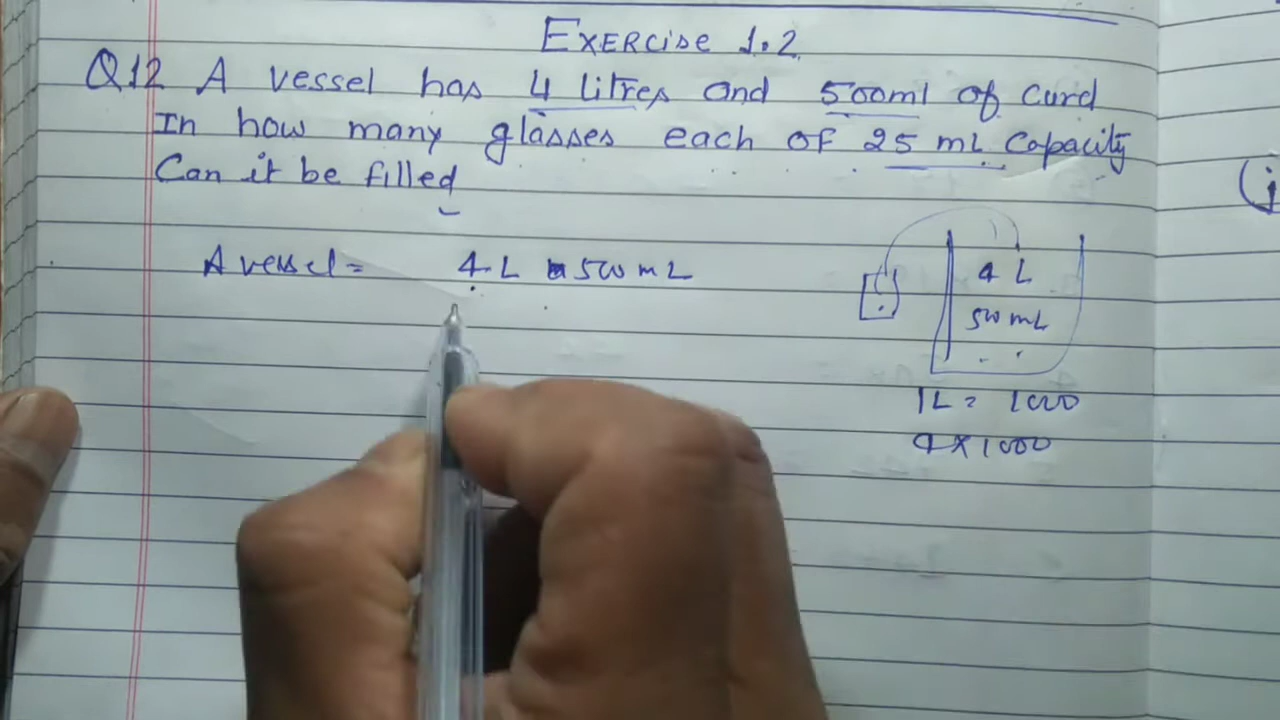 EXERCISE 1.2
Q12 A vessel has 4 litres and 500ml of curd
In how many glasses each of 25 mL Capacity
Can it be filled
A vessel = 4 L 500 mL
4 L
500 mL
1L = 1000
4 × 1000
(i